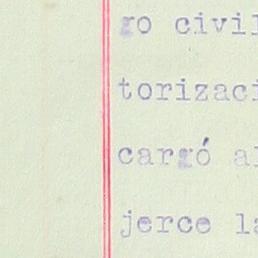 go civil
torizaci
cargó al
jerce la